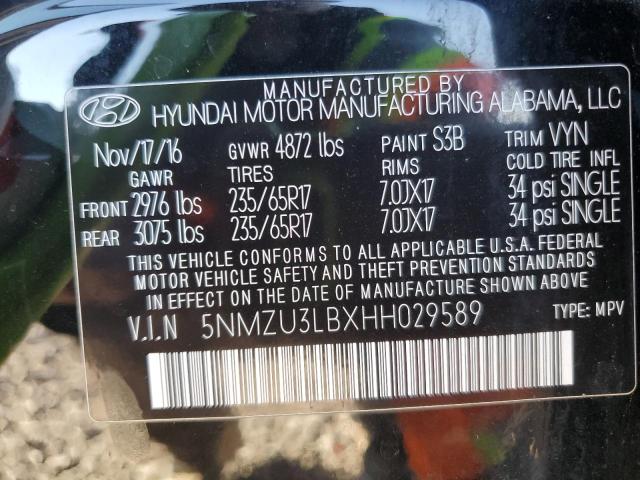 MANUFACTURED BY
HYUNDAI MOTOR MANUFACTURING ALABAMA, LLC
Nov/17/16 GVWR 4872 lbs PAINT S3B TRIM VYN
GAWR TIRES RIMS COLD TIRE INFL
FRONT 2976 lbs 235/65R17 7.0JX17 34 psi SINGLE
REAR 3075 lbs 235/65R17 7.0JX17 34 psi SINGLE
THIS VEHICLE CONFORMS TO ALL APPLICABLE U.S.A. FEDERAL
MOTOR VEHICLE SAFETY AND THEFT PREVENTION STANDARDS
IN EFFECT ON THE DATE OF MANUFACTURE SHOWN ABOVE.
V.I.N 5NMZU3LBXHH029589 TYPE: MPV